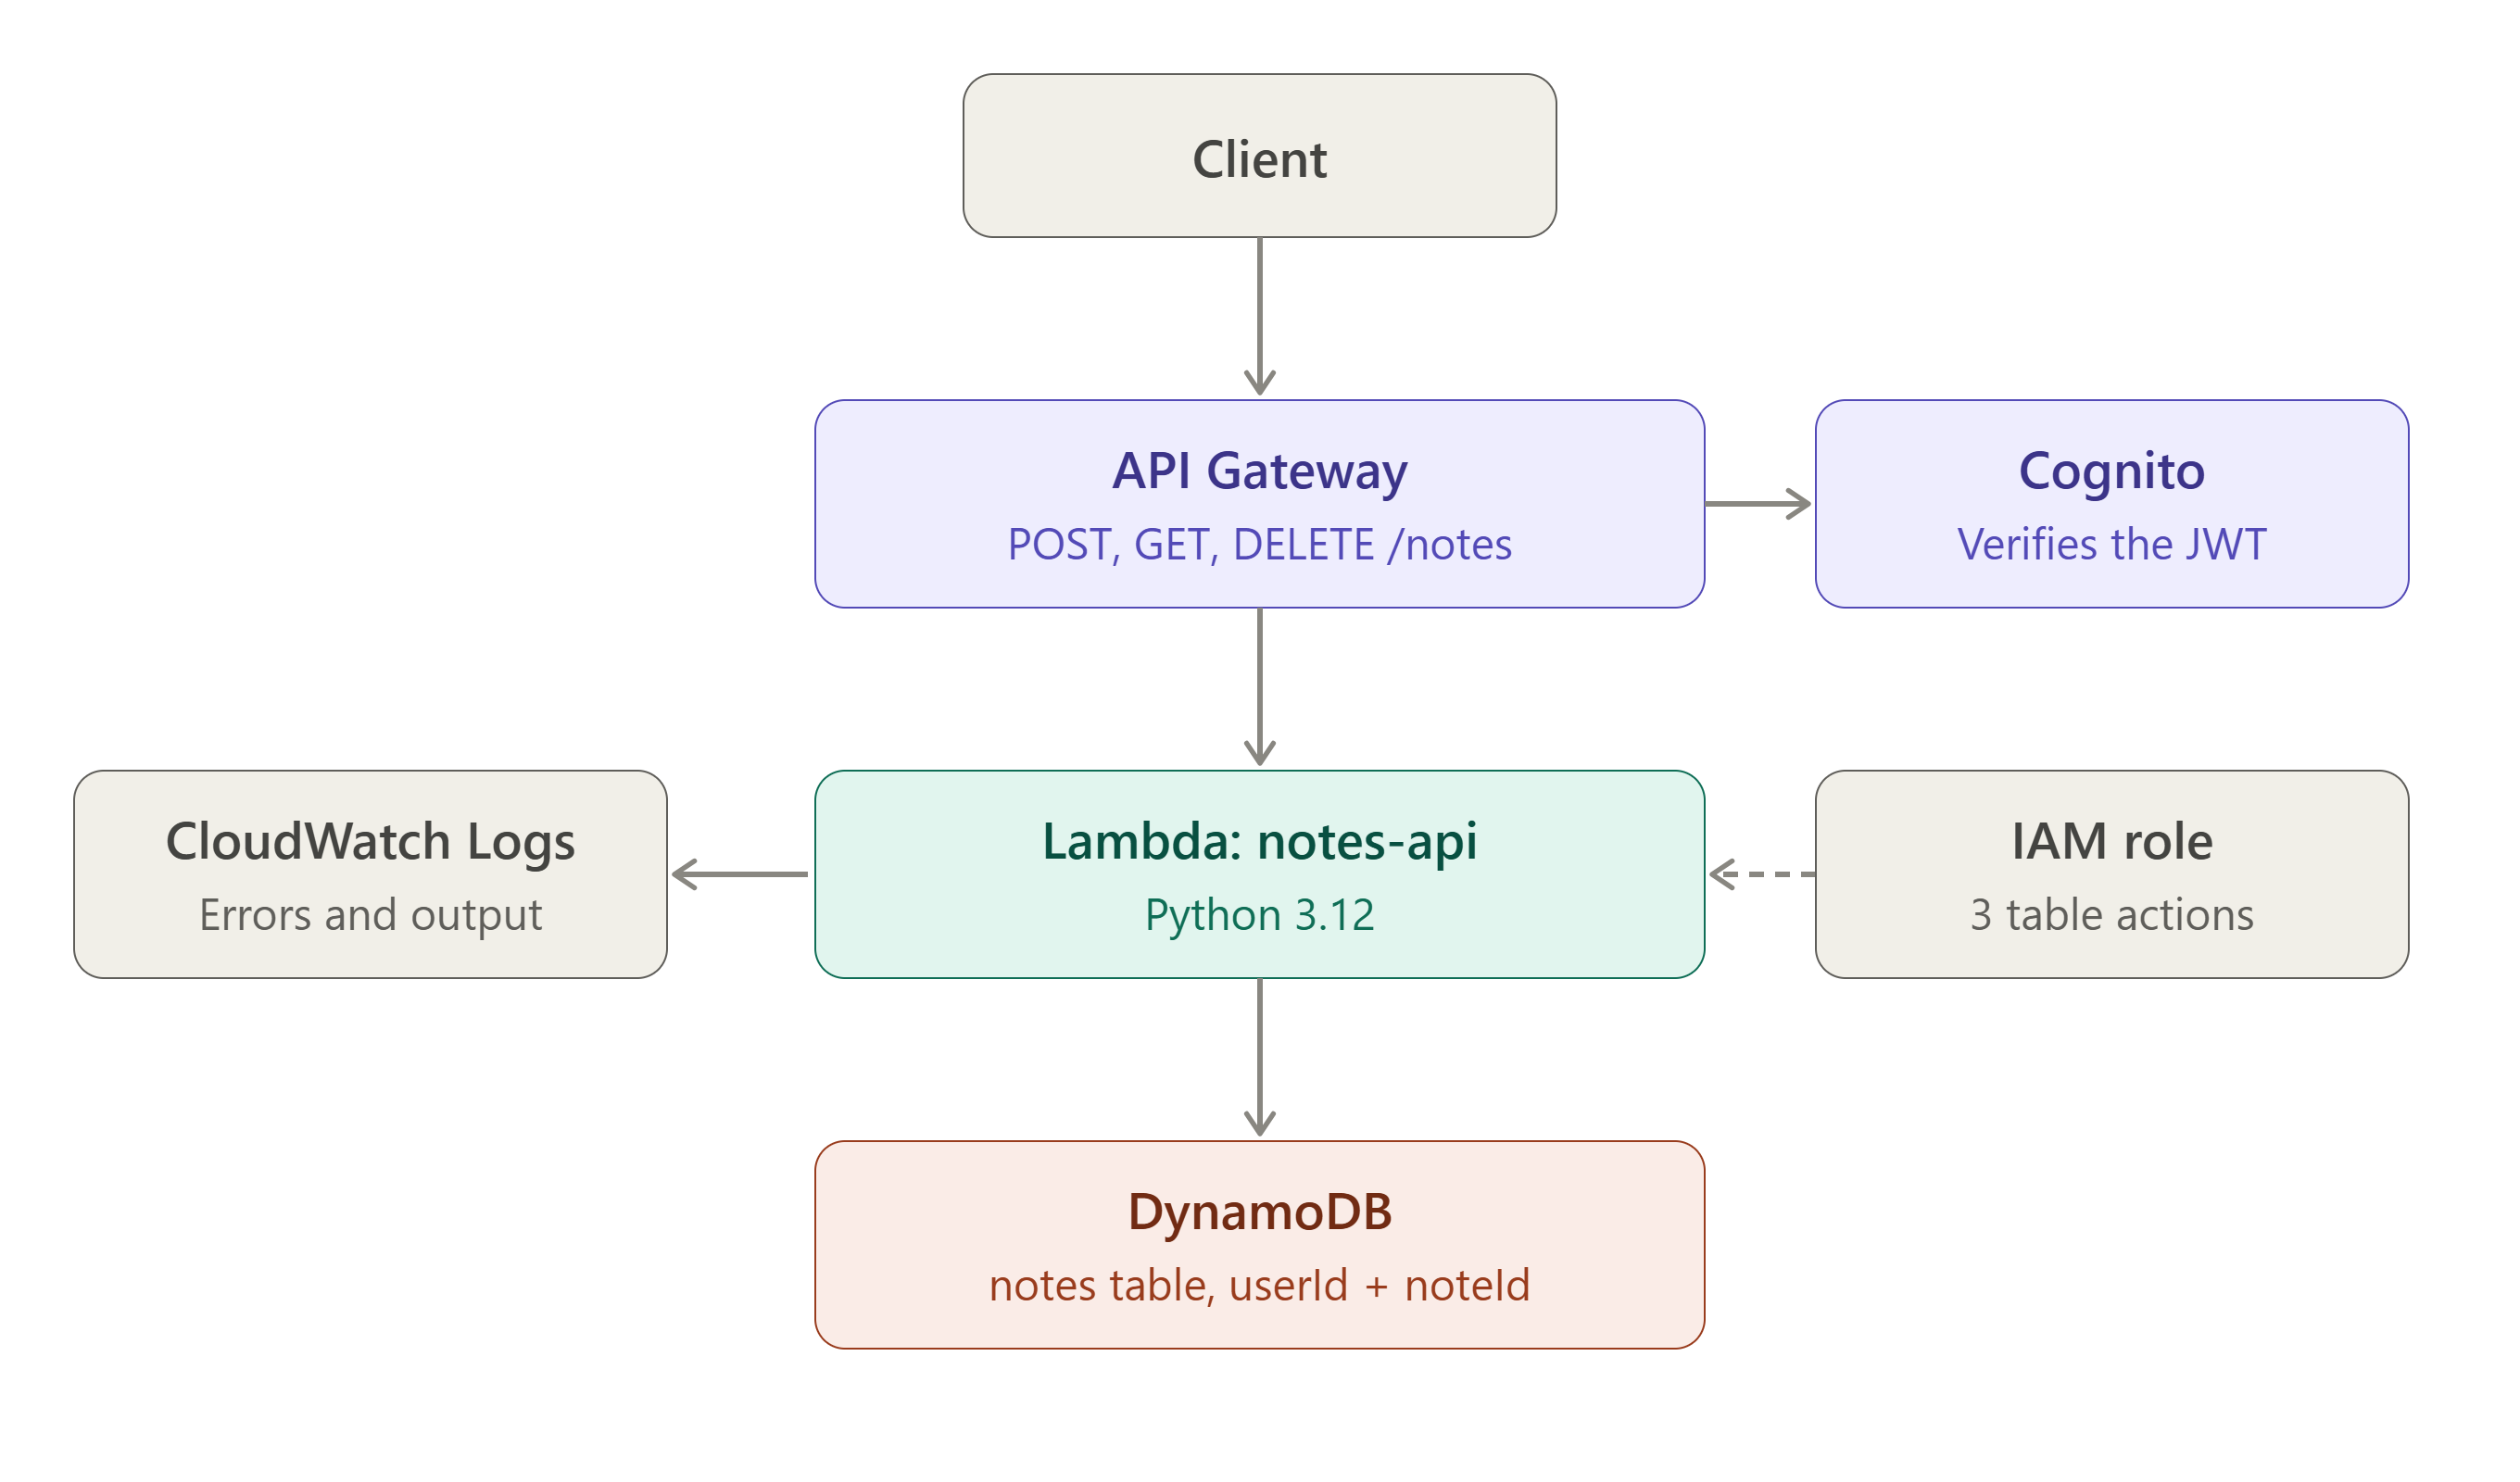 Client
API Gateway
POST, GET, DELETE /notes
Cognito
Verifies the JWT
CloudWatch Logs
Errors and output
Lambda: notes-api
Python 3.12
IAM role
3 table actions
DynamoDB
notes table, userId + noteId